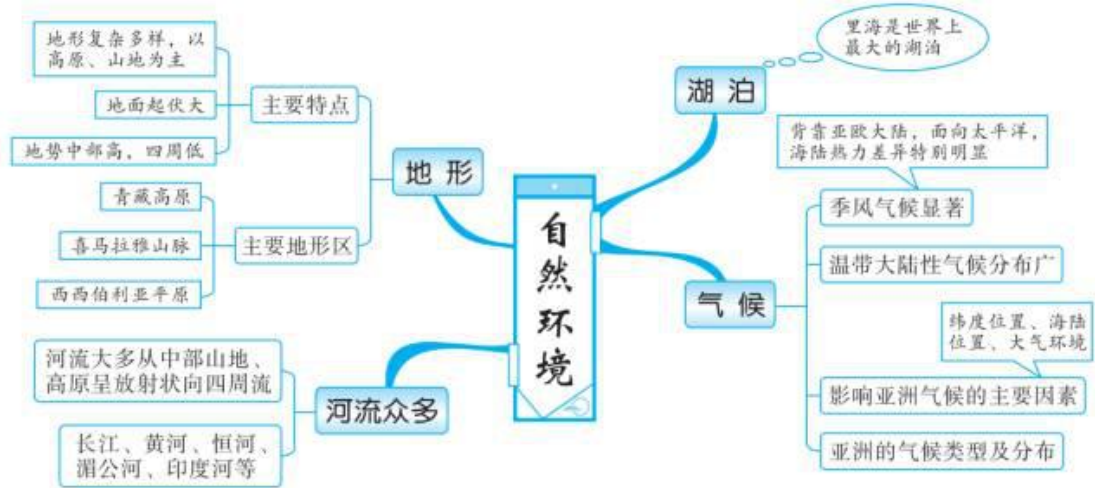 自然环境
地形
主要特点
地形复杂多样，以
高原、山地为主
地面起伏大
地势中部高，四周低
主要地形区
青藏高原
喜马拉雅山脉
西西伯利亚平原
河流众多
河流大多从中部山地、
高原呈放射状向四周流
长江、黄河、恒河、
湄公河、印度河等
湖泊
里海是世界上
最大的湖泊
气候
背靠亚欧大陆，面向太平洋，
海陆热力差异特别明显
季风气候显著
温带大陆性气候分布广
纬度位置、海陆
位置、大气环境
影响亚洲气候的主要因素
亚洲的气候类型及分布